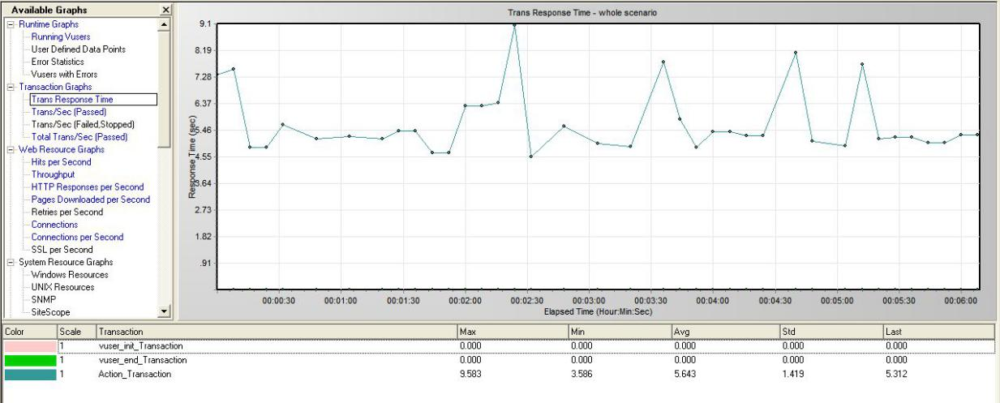 Available Graphs
Runtime Graphs
Running Vusers
User Defined Data Points
Error Statistics
Vusers with Errors
Transaction Graphs
Trans Response Time
Trans/Sec (Passed)
Trans/Sec (Failed,Stopped)
Total Trans/Sec (Passed)
Web Resource Graphs
Hits per Second
Throughput
HTTP Responses per Second
Pages Downloaded per Second
Retries per Second
Connections
Connections per Second
SSL per Second
System Resource Graphs
Windows Resources
UNIX Resources
SNMP
SiteScope
Trans Response Time - whole scenario
Response Time (sec)
9.1
8.19
7.28
6.37
5.46
4.55
3.64
2.73
1.82
.91
00:00:30 00:01:00 00:01:30 00:02:00 00:02:30 00:03:00 00:03:30 00:04:00 00:04:30 00:05:00 00:05:30 00:06:00
Elapsed Time (Hour:Min:Sec)
Color Scale Transaction Max Min Avg Std Last
1 vuser_init_Transaction 0.000 0.000 0.000 0.000 0.000
1 vuser_end_Transaction 0.000 0.000 0.000 0.000 0.000
1 Action_Transaction 9.583 3.586 5.643 1.419 5.312